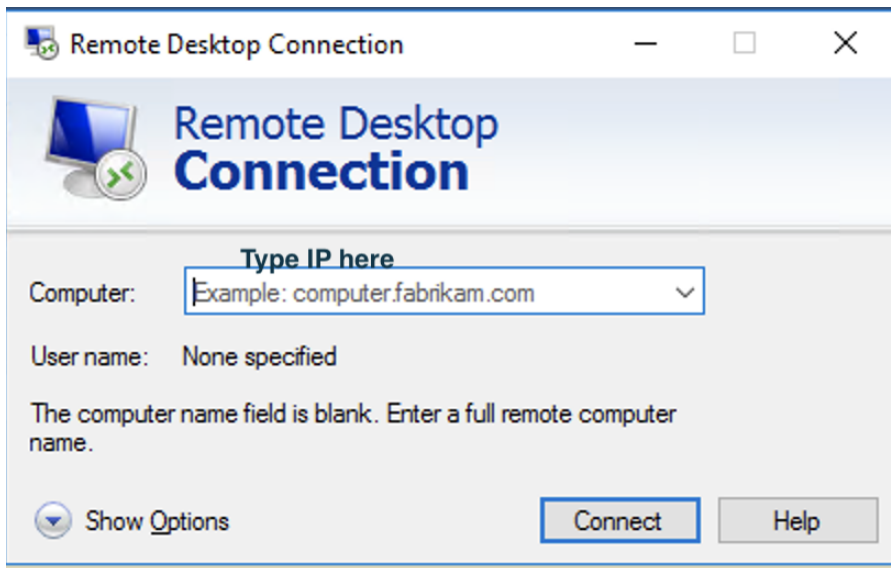 Remote Desktop Connection
Remote Desktop
Connection
Type IP here
Computer:
Example: computer.fabrikam.com
User name: None specified
The computer name field is blank. Enter a full remote computer
name.
Show Options
Connect
Help